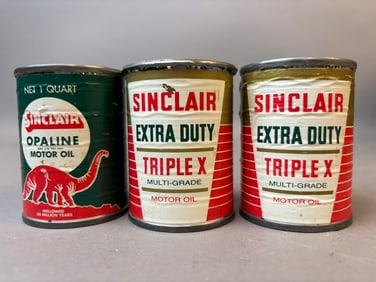 NET 1 QUART
SINCLAIR
OPALINE
MOTOR OIL
MELLOWED
80 MILLION YEARS
SINCLAIR
EXTRA DUTY
TRIPLE X
MULTI-GRADE
MOTOR OIL
SINCLAIR
EXTRA DUTY
TRIPLE X
MULTI-GRADE
MOTOR OIL